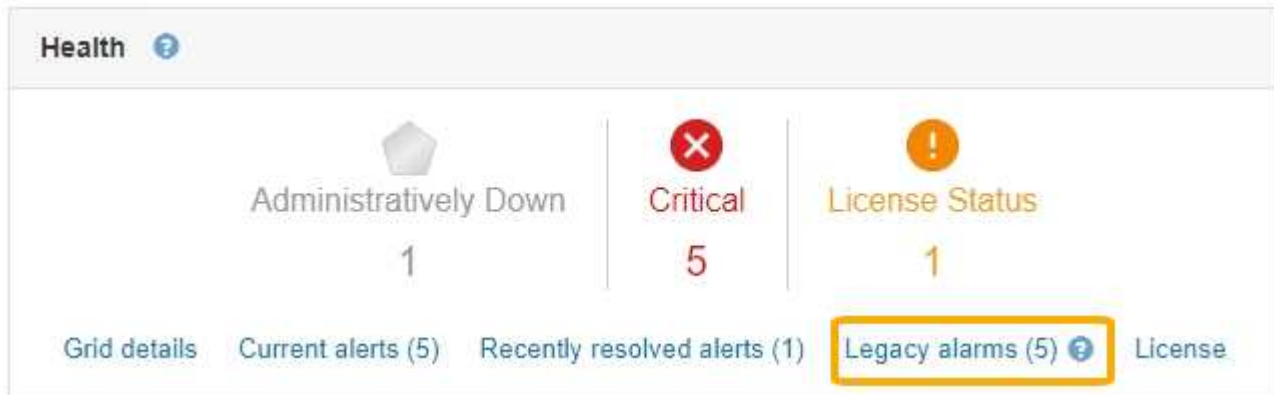 Health ?
Administratively Down
Critical
License Status
1
5
1
Grid details Current alerts (5) Recently resolved alerts (1) Legacy alarms (5) ? License